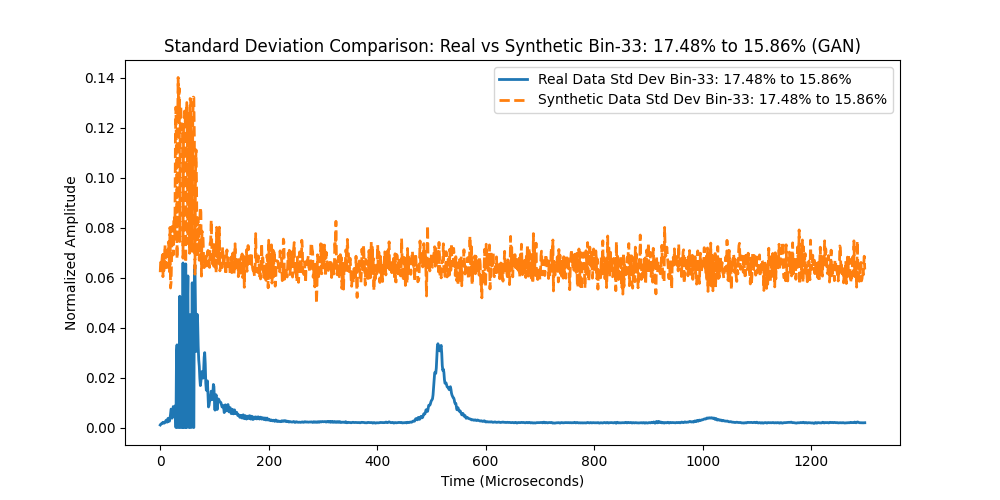 Standard Deviation Comparison: Real vs Synthetic Bin-33: 17.48% to 15.86% (GAN)
Real Data Std Dev Bin-33: 17.48% to 15.86%
Synthetic Data Std Dev Bin-33: 17.48% to 15.86%
Normalized Amplitude
0.14
0.12
0.10
0.08
0.06
0.04
0.02
0.00
0 200 400 600 800 1000 1200
Time (Microseconds)